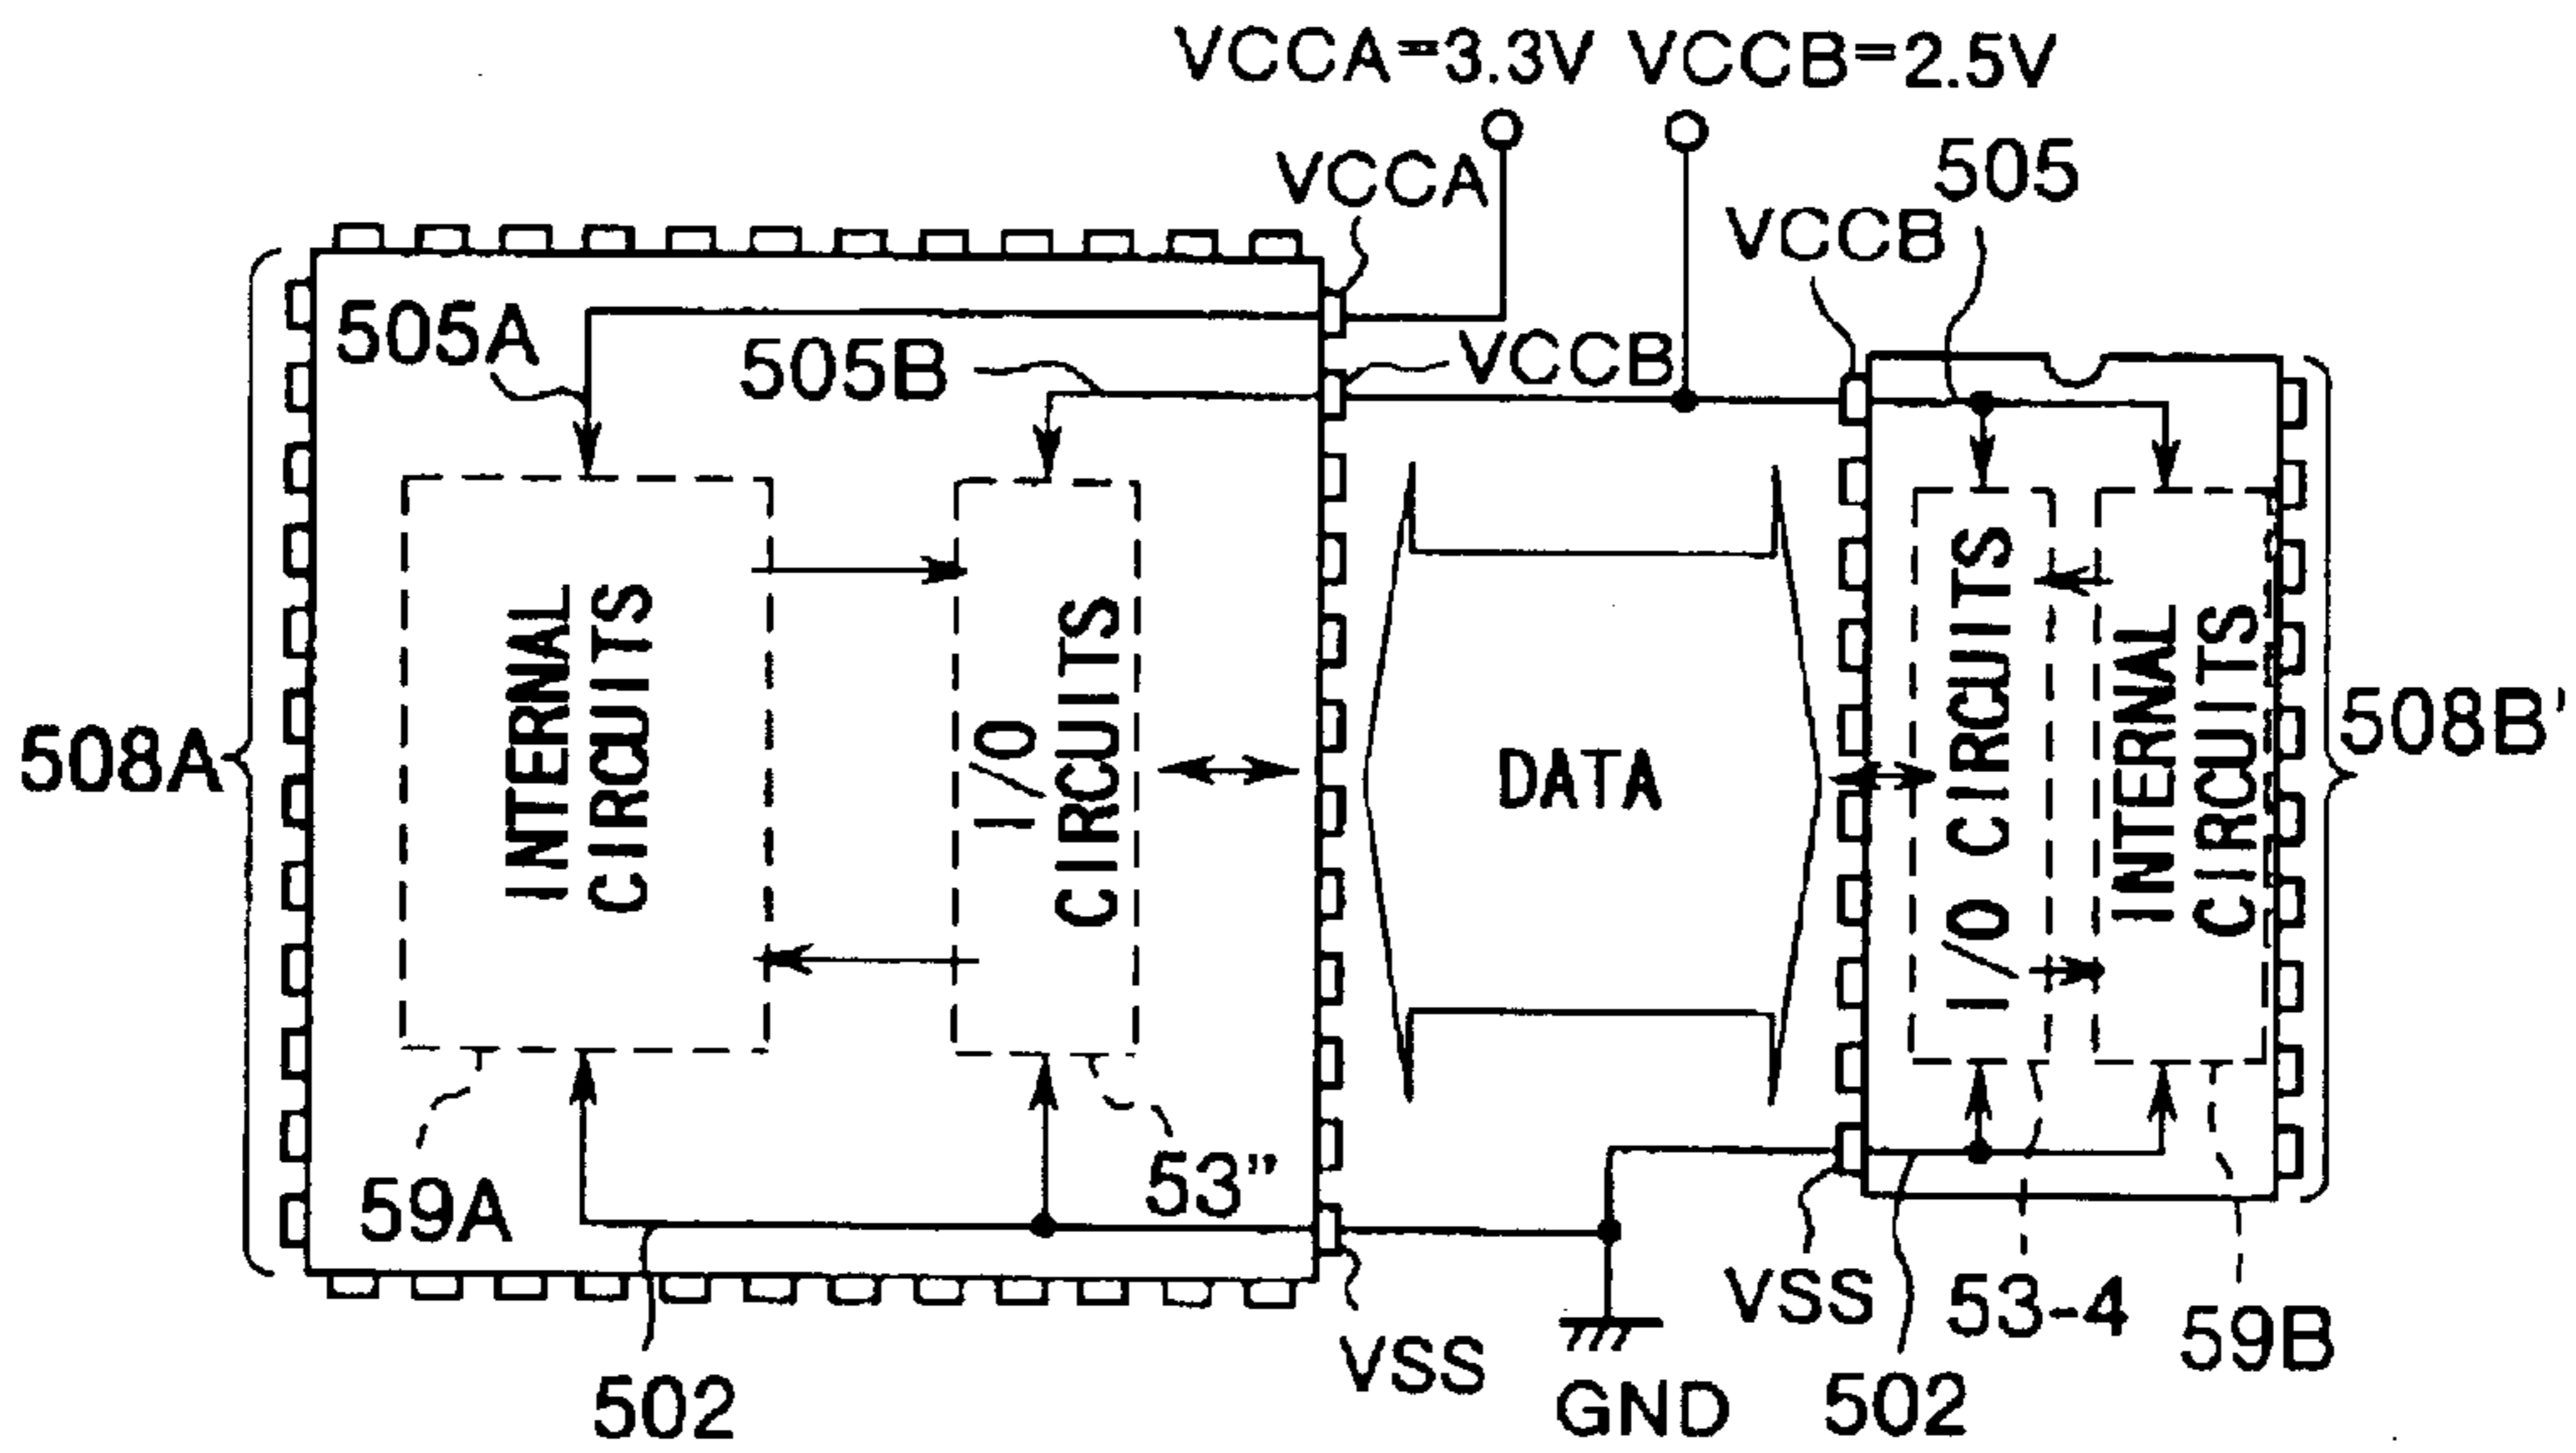 VCCA=3.3V VCCB=2.5V
VCCA
505
VCCB
505A
505B
VCCB
508A
INTERNAL
CIRCUITS
I/O
CIRCUITS
DATA
I/O CIRCUITS
INTERNAL
CIRCUITS
508B'
59A
53”
VSS
53-4
59B
502
VSS
GND
502